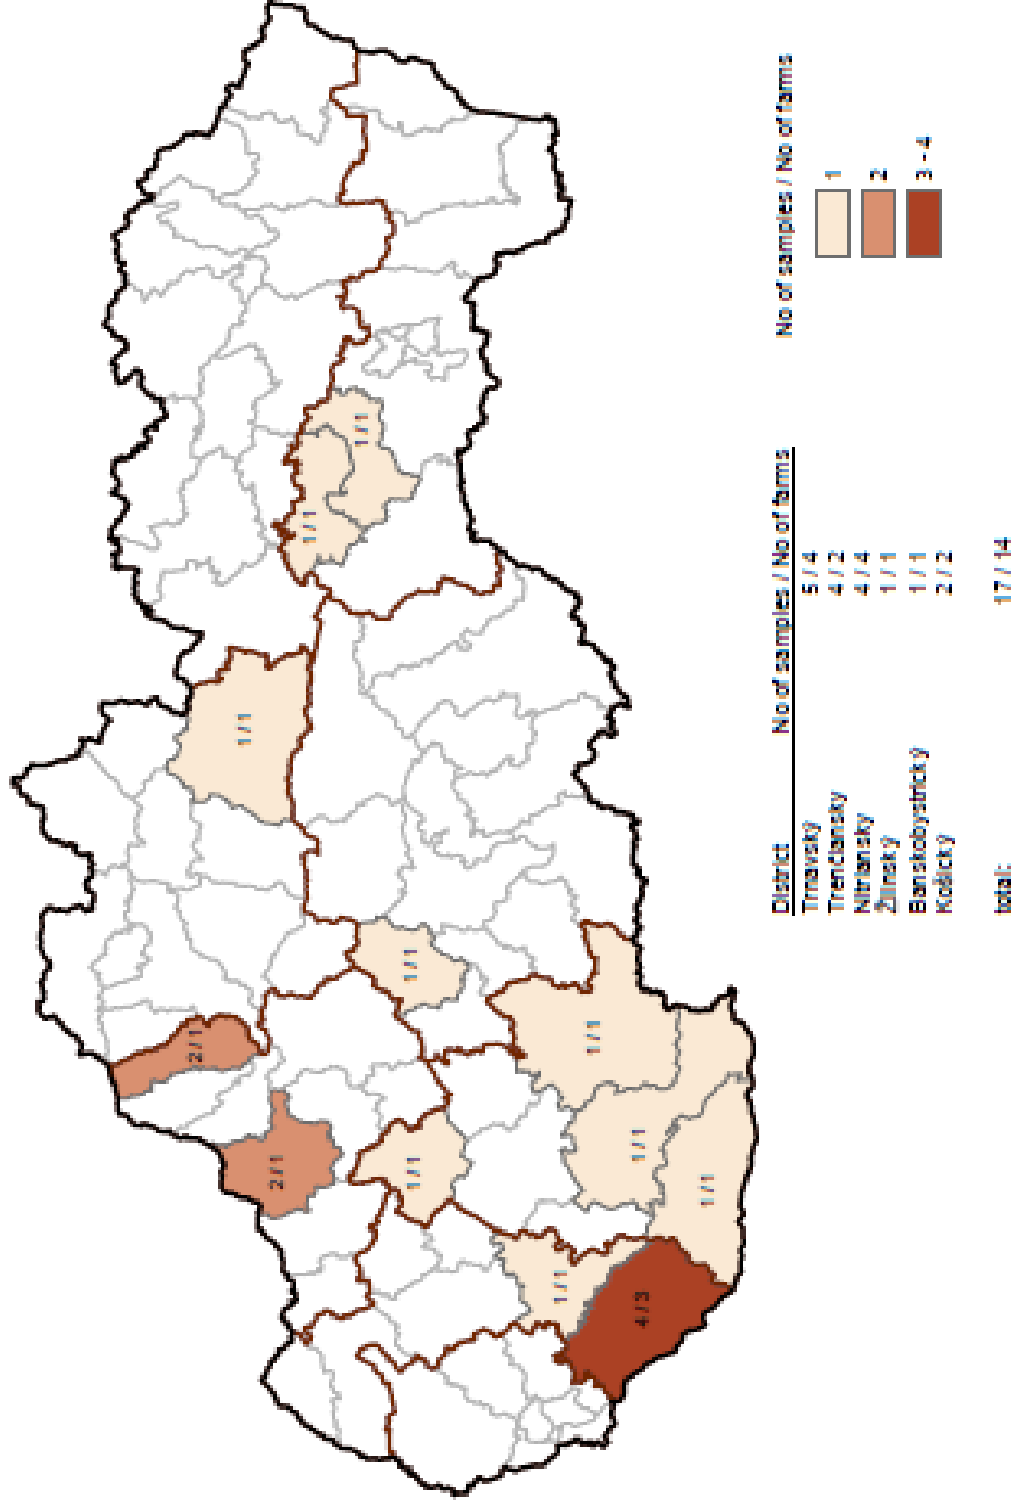 2 / 1
1 / 1
2 / 1
1 / 1
1 / 1
1 / 1
1 / 1
1 / 1
1 / 1
1 / 1
4 / 3
1 / 1
District No of samples / No of farms
Trnavský 5 / 4
Trenciansky 4 / 2
Nitriansky 4 / 4
Žilinský 1 / 1
Banskobystrický 1 / 1
Košický 2 / 2
total: 17 / 14
No of samples / No of farms
1
2
3 - 4